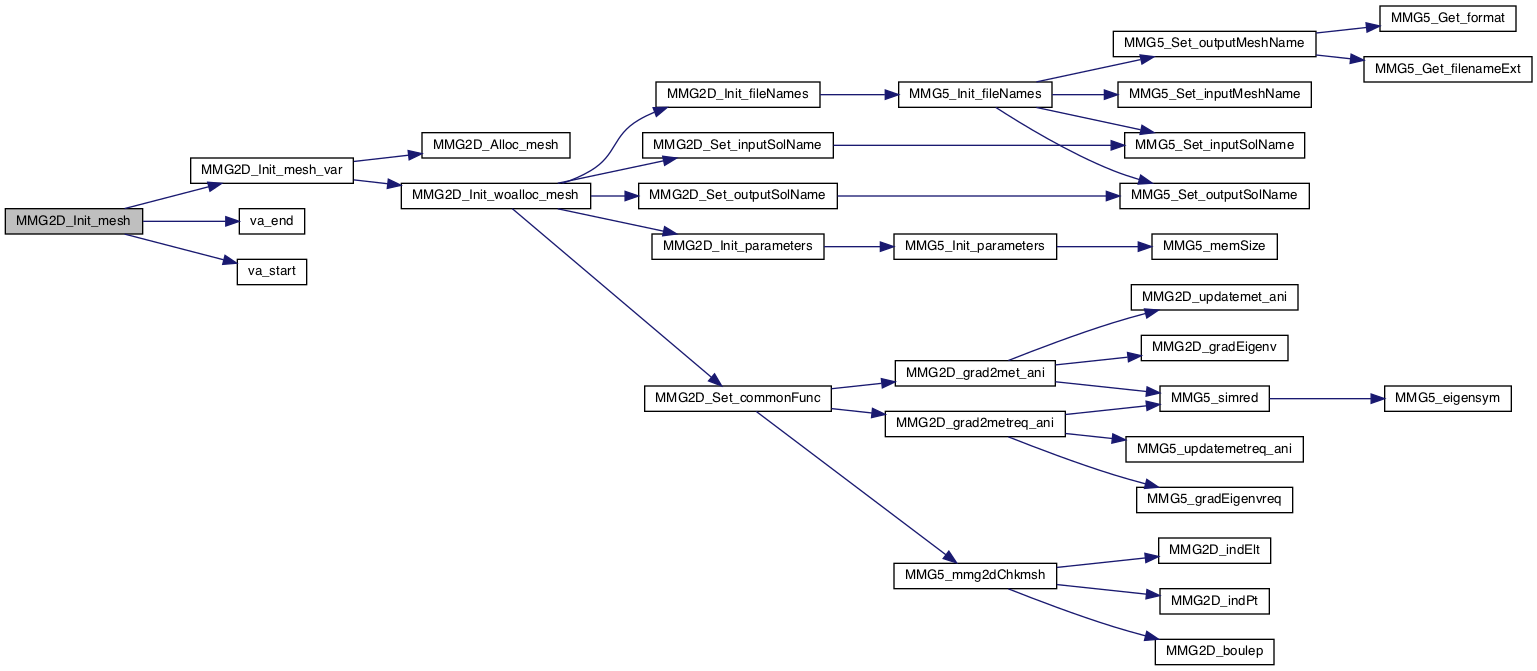 MMG2D_Init_mesh
MMG2D_Init_mesh_var
va_end
va_start
MMG2D_Alloc_mesh
MMG2D_Init_woalloc_mesh
MMG2D_Init_fileNames
MMG2D_Set_inputSolName
MMG2D_Set_outputSolName
MMG2D_Init_parameters
MMG2D_Set_commonFunc
MMG5_Init_fileNames
MMG5_Init_parameters
MMG2D_grad2met_ani
MMG2D_grad2metreq_ani
MMG5_mmg2dChkmsh
MMG5_Set_outputMeshName
MMG5_Set_inputMeshName
MMG5_Set_inputSolName
MMG5_Set_outputSolName
MMG5_memSize
MMG2D_updatemet_ani
MMG2D_gradEigenv
MMG5_simred
MMG5_updatemetreq_ani
MMG5_gradEigenvreq
MMG2D_indElt
MMG2D_indPt
MMG2D_boulep
MMG5_Get_format
MMG5_Get_filenameExt
MMG5_eigensym